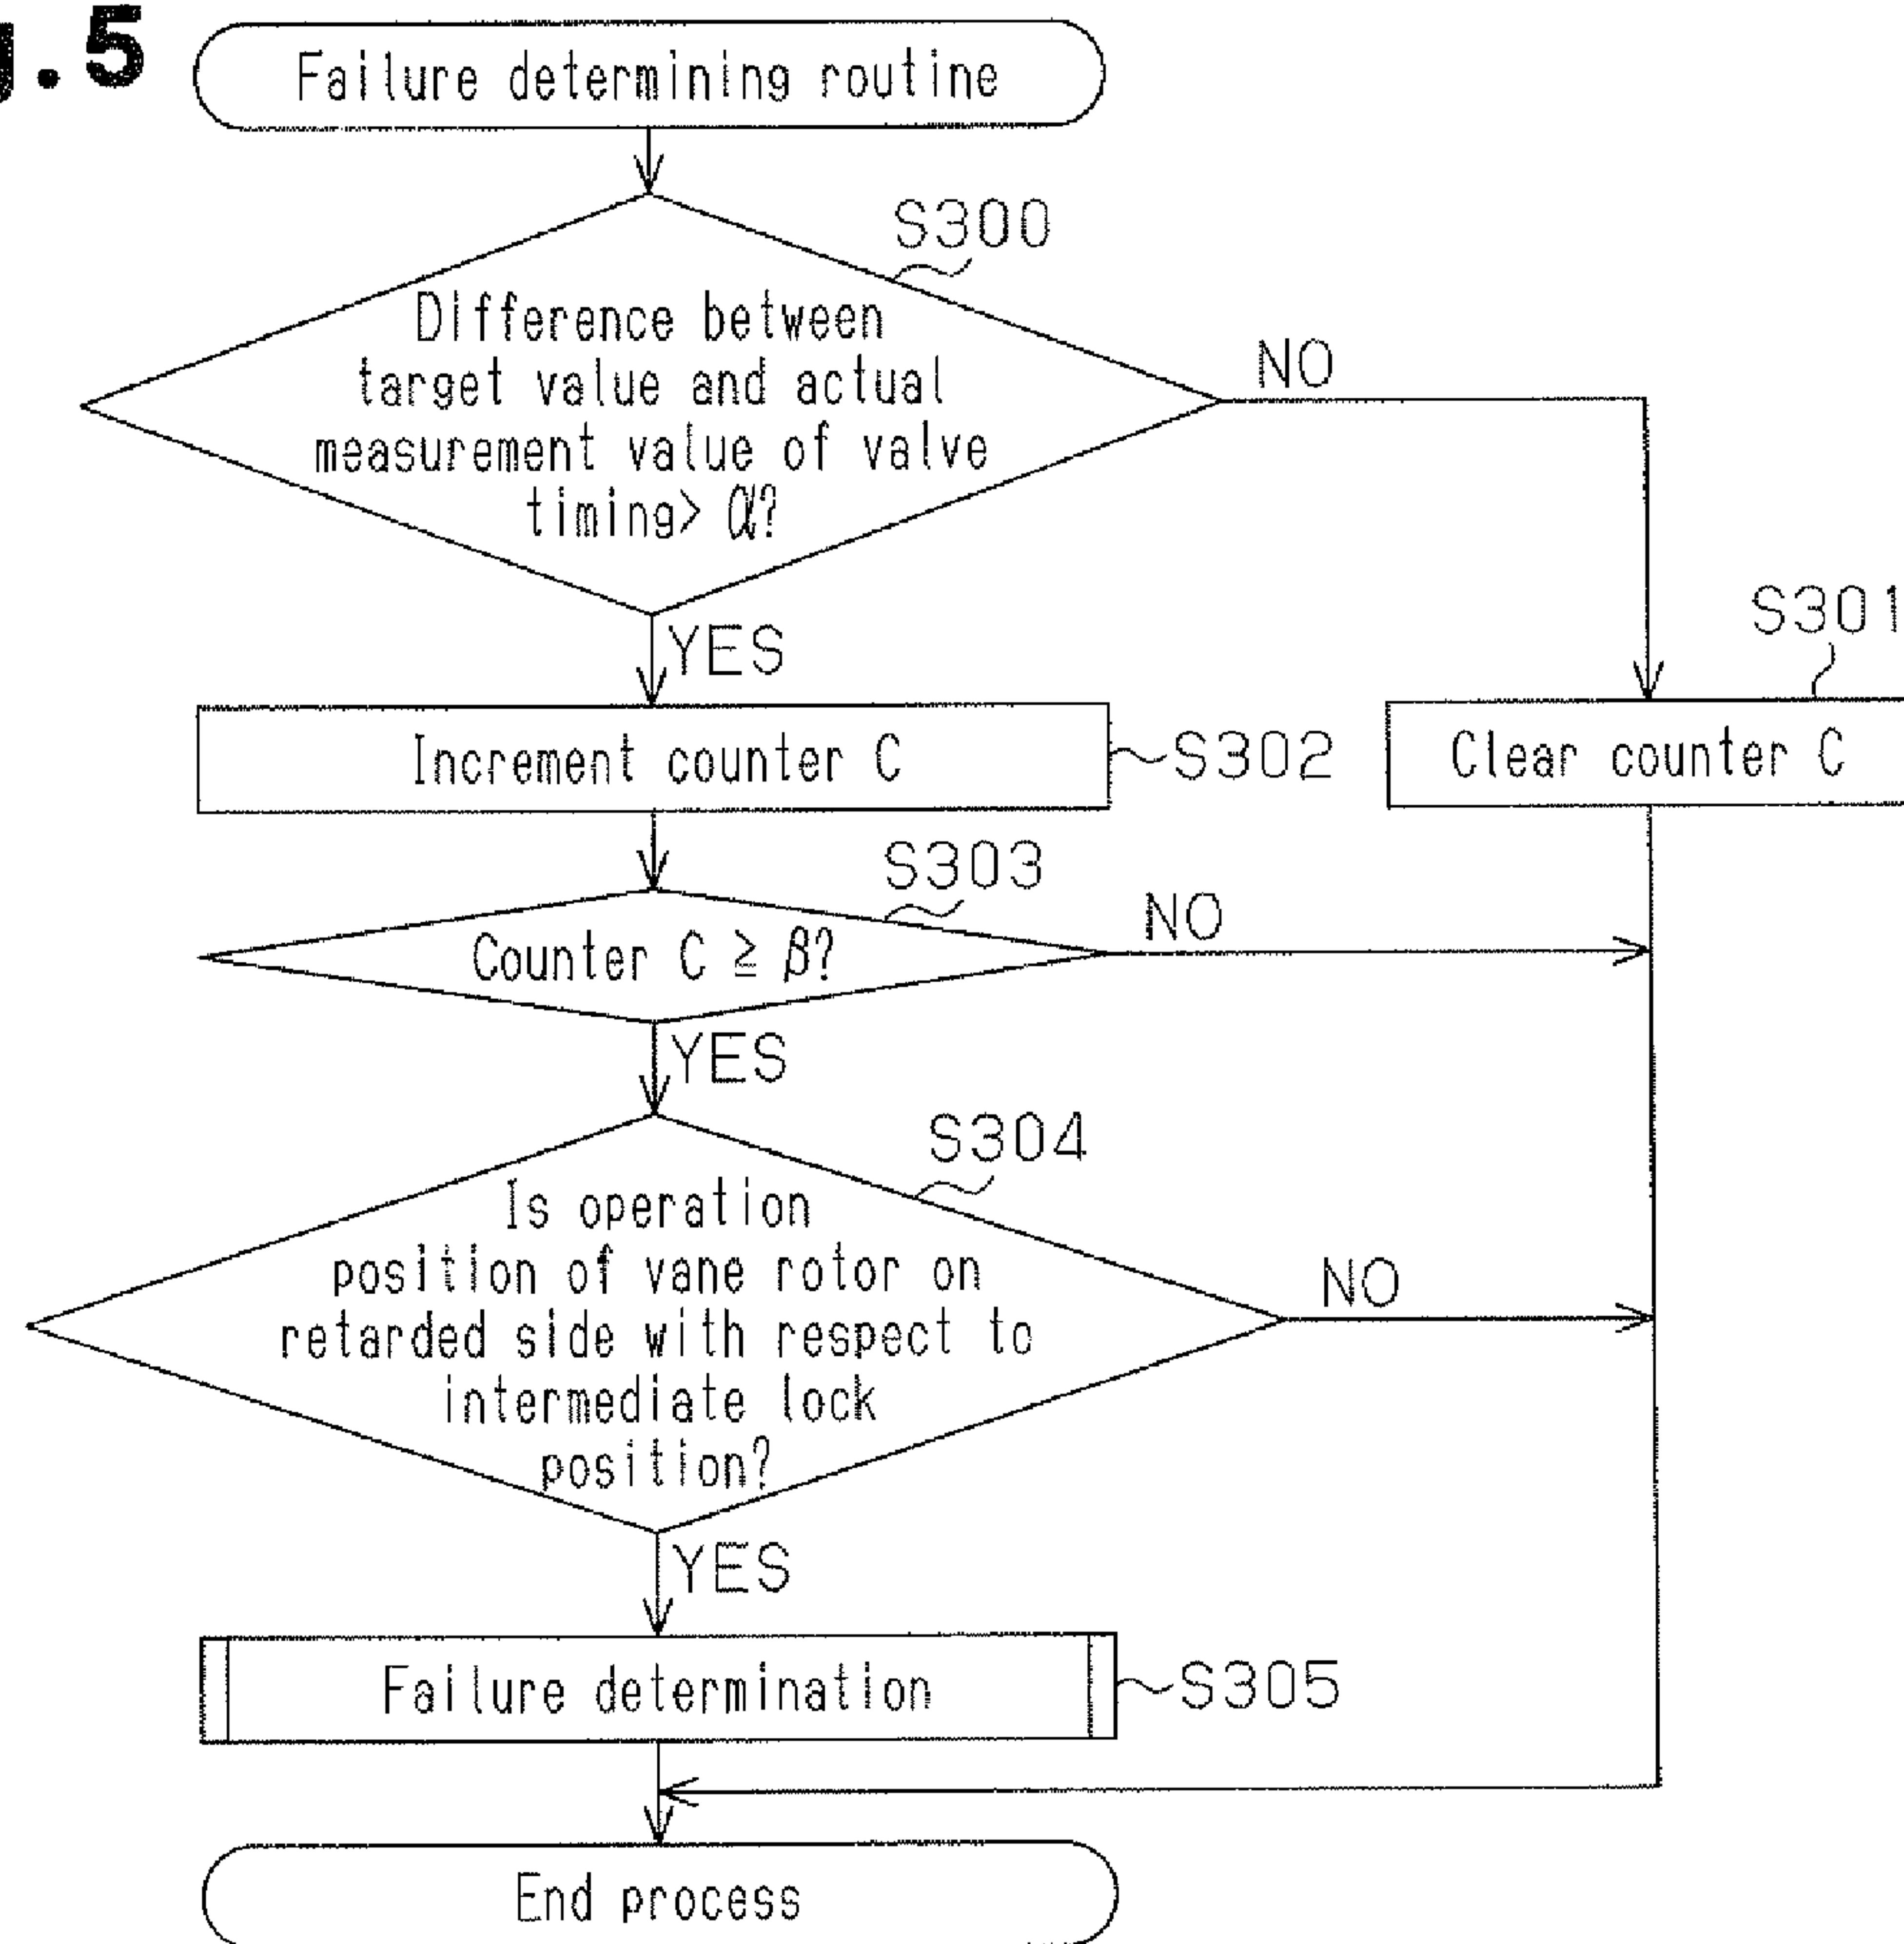 .5
Failure determining routine
S300
Difference between
target value and actual
measurement value of valve
timing> α?
NO
YES
S301
Increment counter C
S302
Clear counter C
S303
Counter C ≧ β?
NO
YES
S304
Is operation
position of vane rotor on
retarded side with respect to
intermediate lock
position?
NO
YES
Failure determination
S305
End process